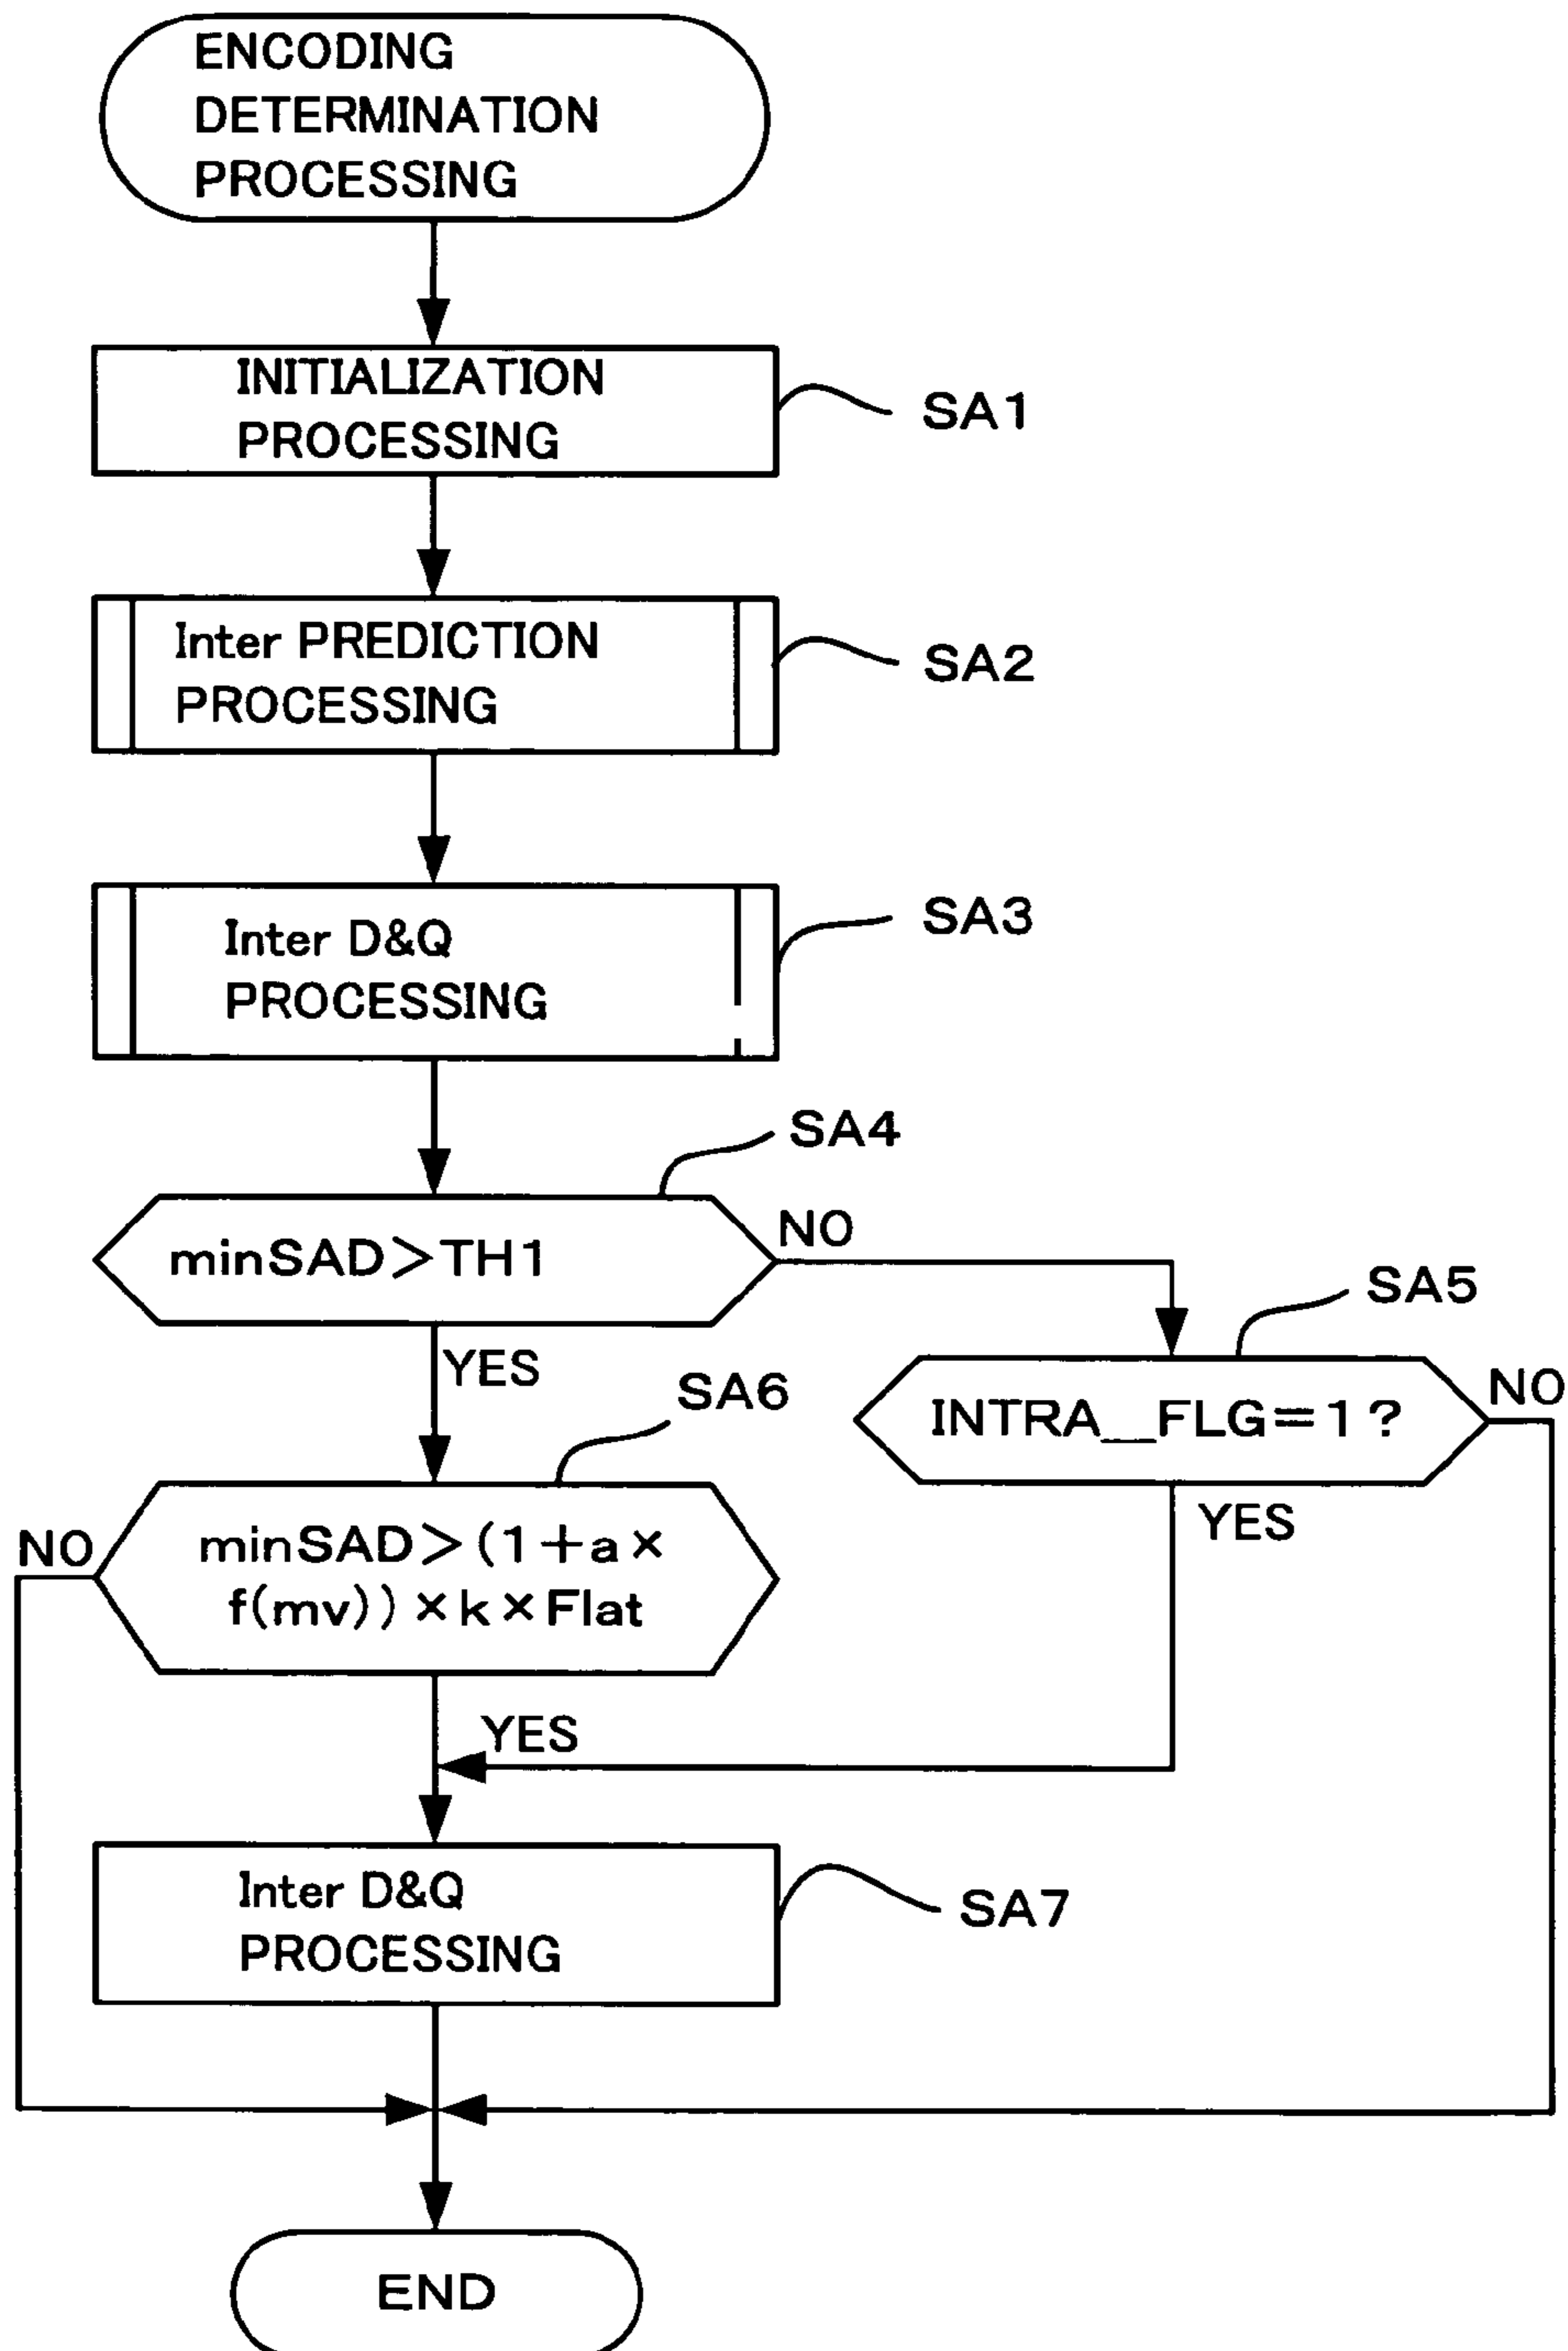 ENCODING
DETERMINATION
PROCESSING
INITIALIZATION
PROCESSING
SA1
Inter PREDICTION
PROCESSING
SA2
Inter D&Q
PROCESSING
SA3
SA4
minSAD>TH1
NO
YES
SA5
INTRA__FLG=1?
NO
YES
SA6
minSAD>(1+a×
f(mv))×k×Flat
NO
YES
Inter D&Q
PROCESSING
SA7
END